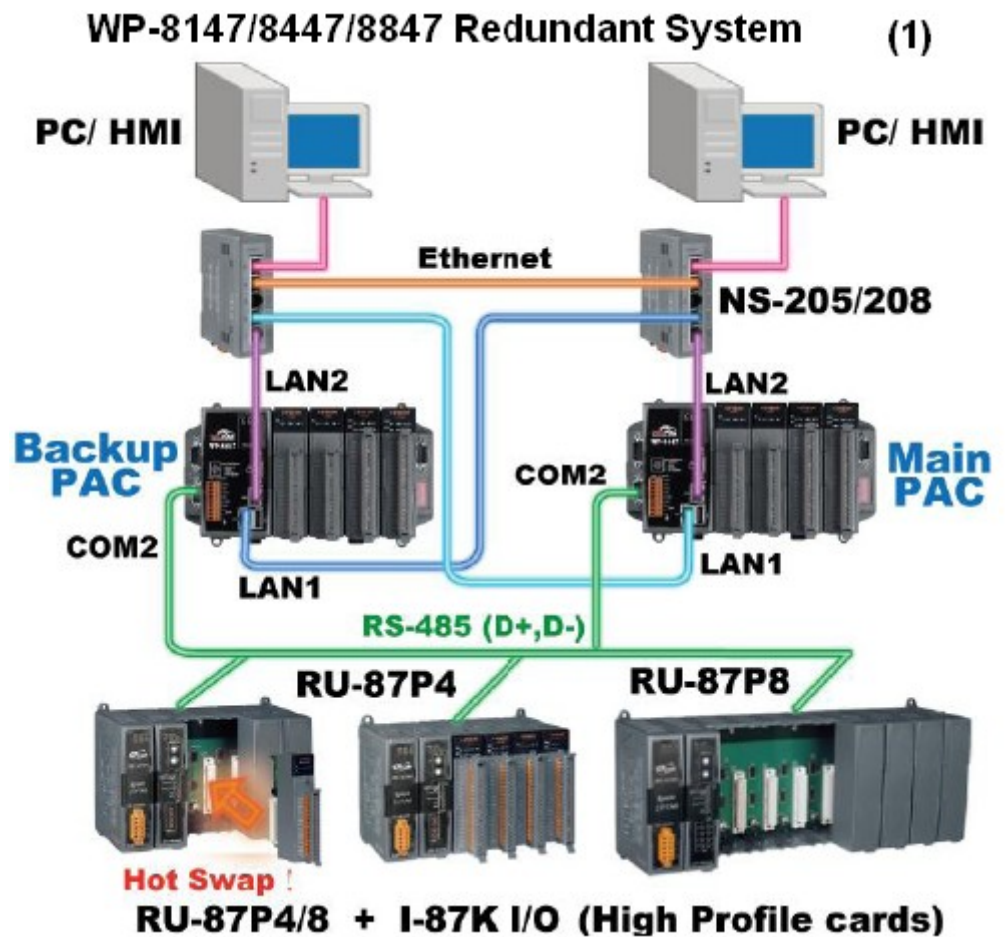 WP-8147/8447/8847 Redundant System (1)
PC/ HMI
PC/ HMI
Ethernet
NS-205/208
LAN2
LAN2
Backup
PAC
COM2
Main
PAC
COM2
LAN1
LAN1
RS-485 (D+,D-)
RU-87P4
RU-87P8
Hot Swap !
RU-87P4/8 + I-87K I/O (High Profile cards)